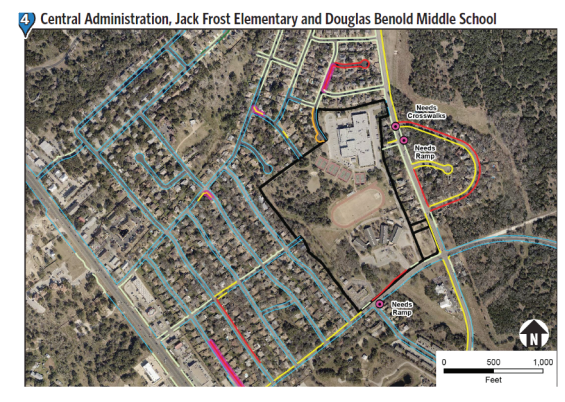 4 Central Administration, Jack Frost Elementary and Douglas Benold Middle School
Needs
Crosswalks
Needs
Ramp
Needs
Ramp
N
0 500 1,000
Feet